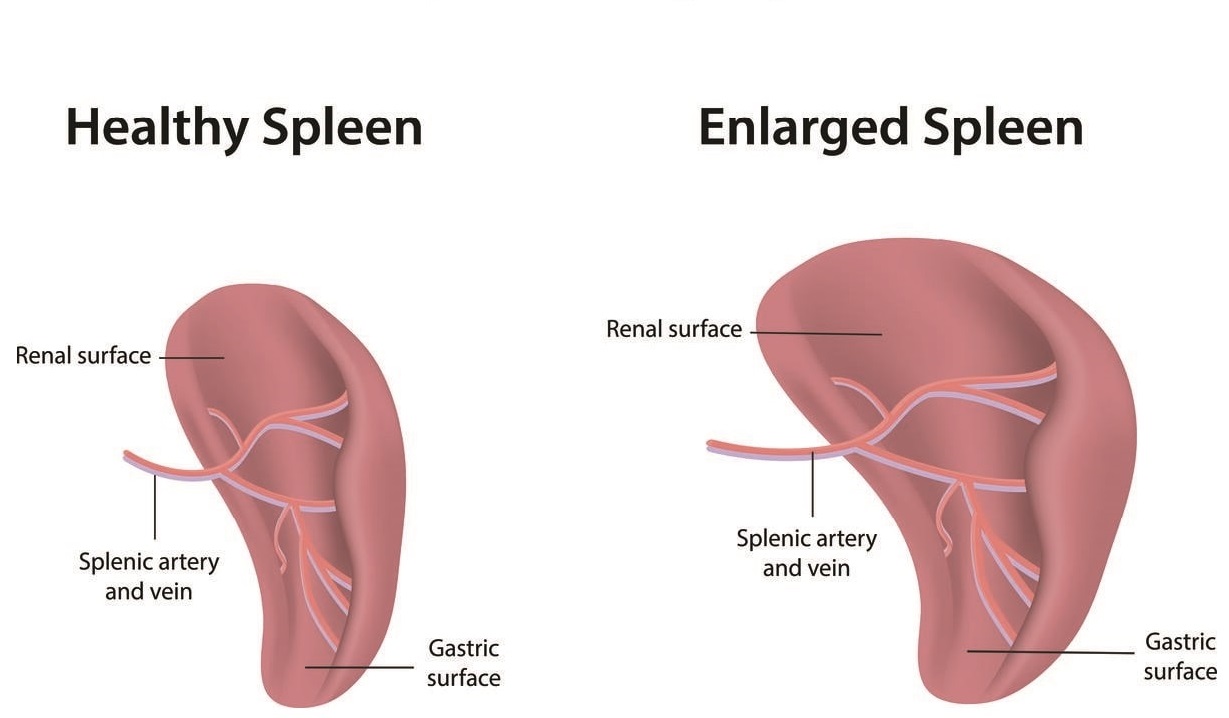 Healthy Spleen
Renal surface
Splenic artery
and vein
Gastric
surface
Enlarged Spleen
Renal surface
Splenic artery
and vein
Gastric
surface